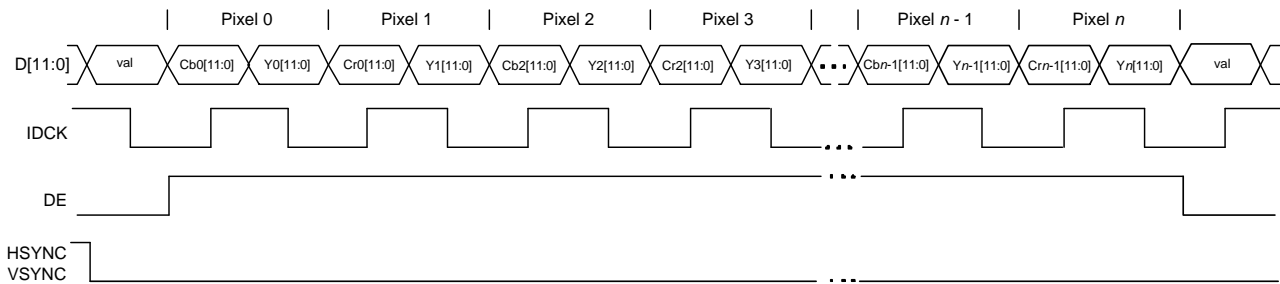 Pixel 0 Pixel 1 Pixel 2 Pixel 3 Pixel n - 1 Pixel n
D[11:0] val Cb0[11:0] Y0[11:0] Cr0[11:0] Y1[11:0] Cb2[11:0] Y2[11:0] Cr2[11:0] Y3[11:0] Cbn-1[11:0] Yn-1[11:0] Crn-1[11:0] Yn[11:0] val
IDCK
DE
HSYNC
VSYNC